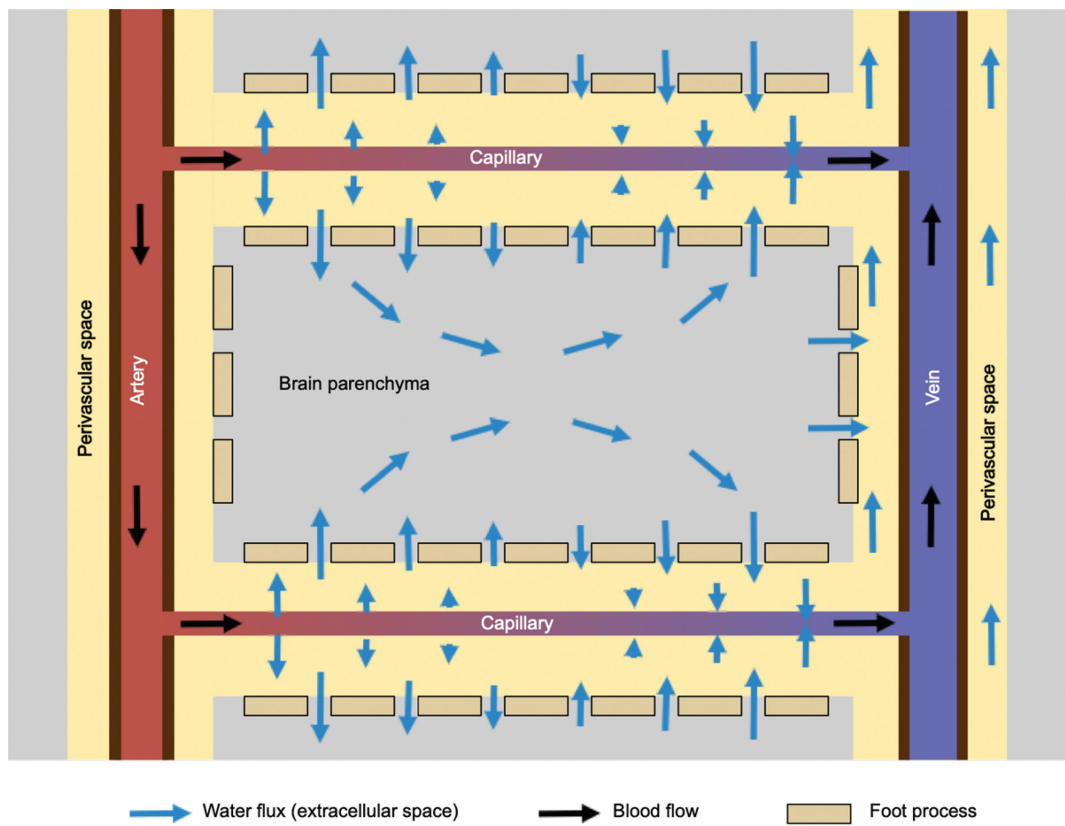 Capillary
Perivascular space
Artery
Brain parenchyma
Vein
Perivascular space
Capillary
Water flux (extracellular space)
Blood flow
Foot process